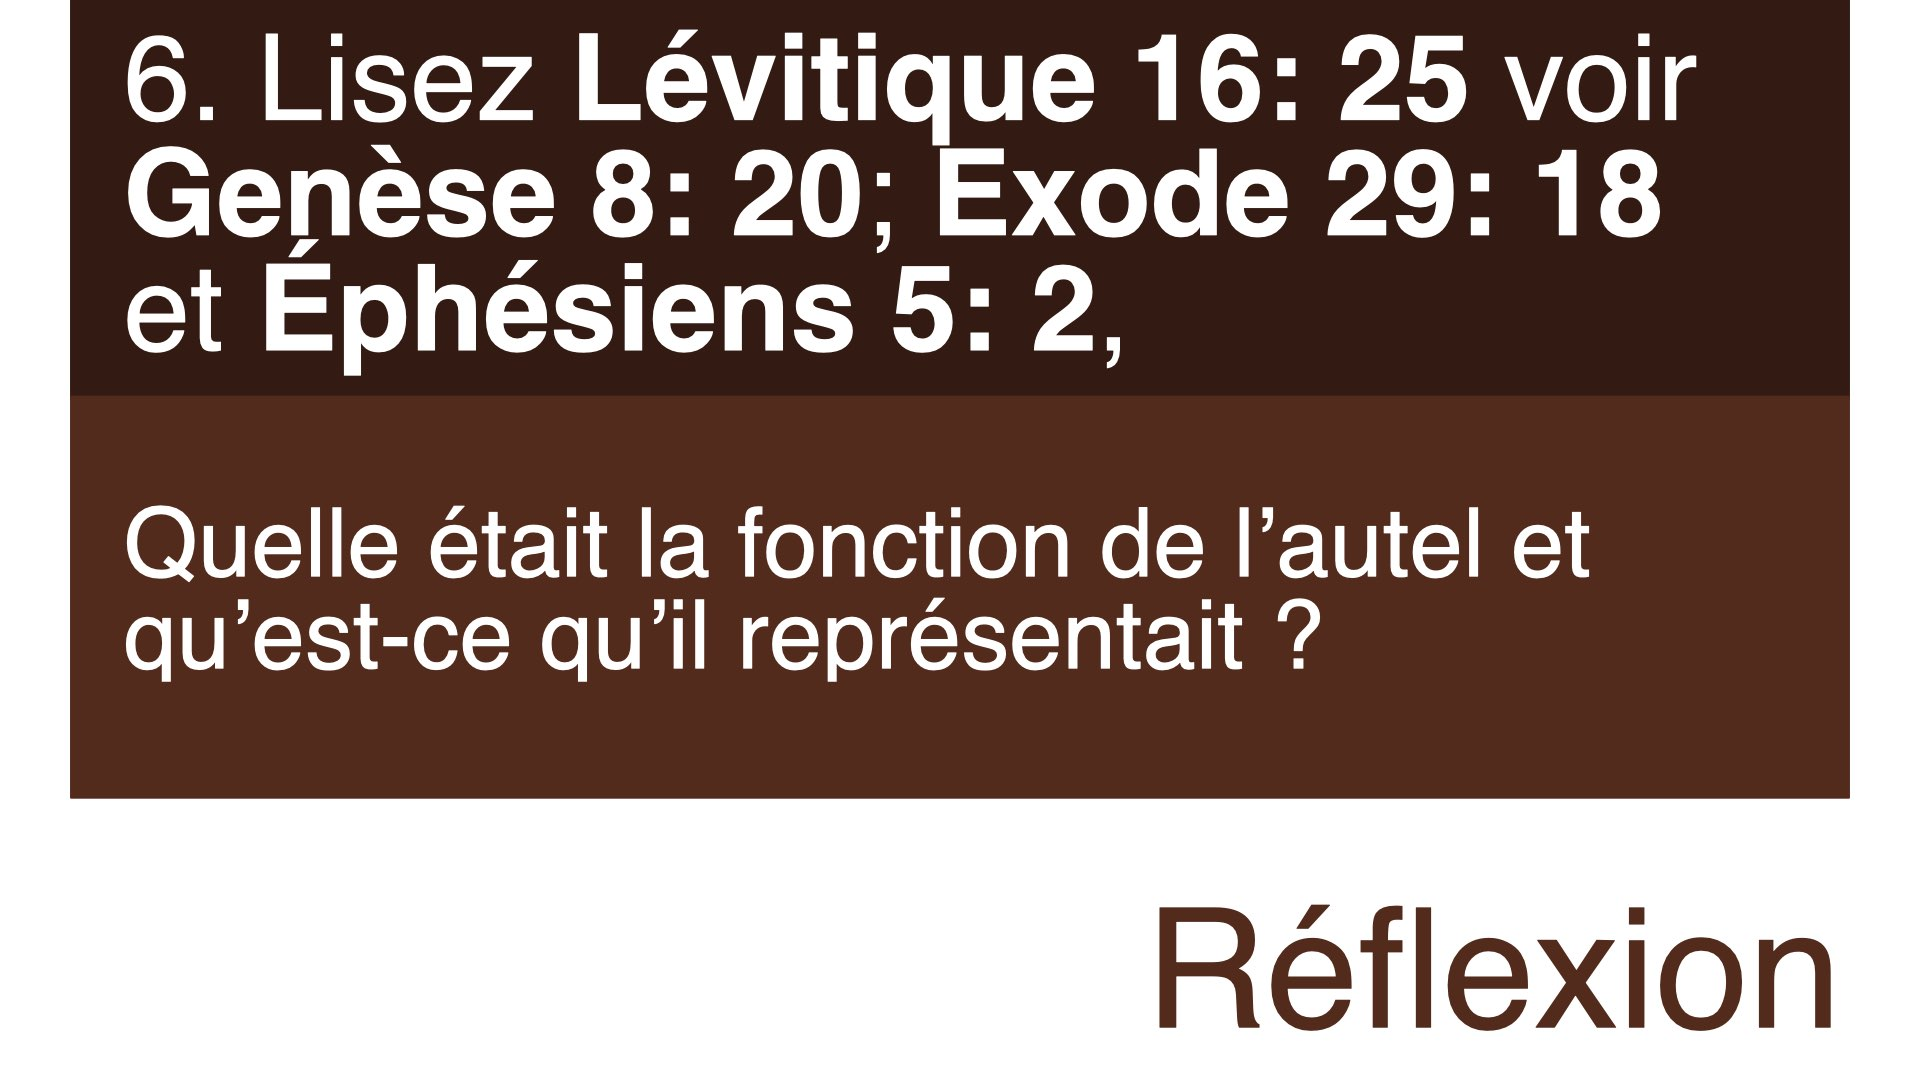 6. Lisez Lévitique 16: 25 voir
Genèse 8: 20; Exode 29: 18
et Éphésiens 5: 2,
Quelle était la fonction de l’autel et
qu’est-ce qu’il représentait ?
Réflexion